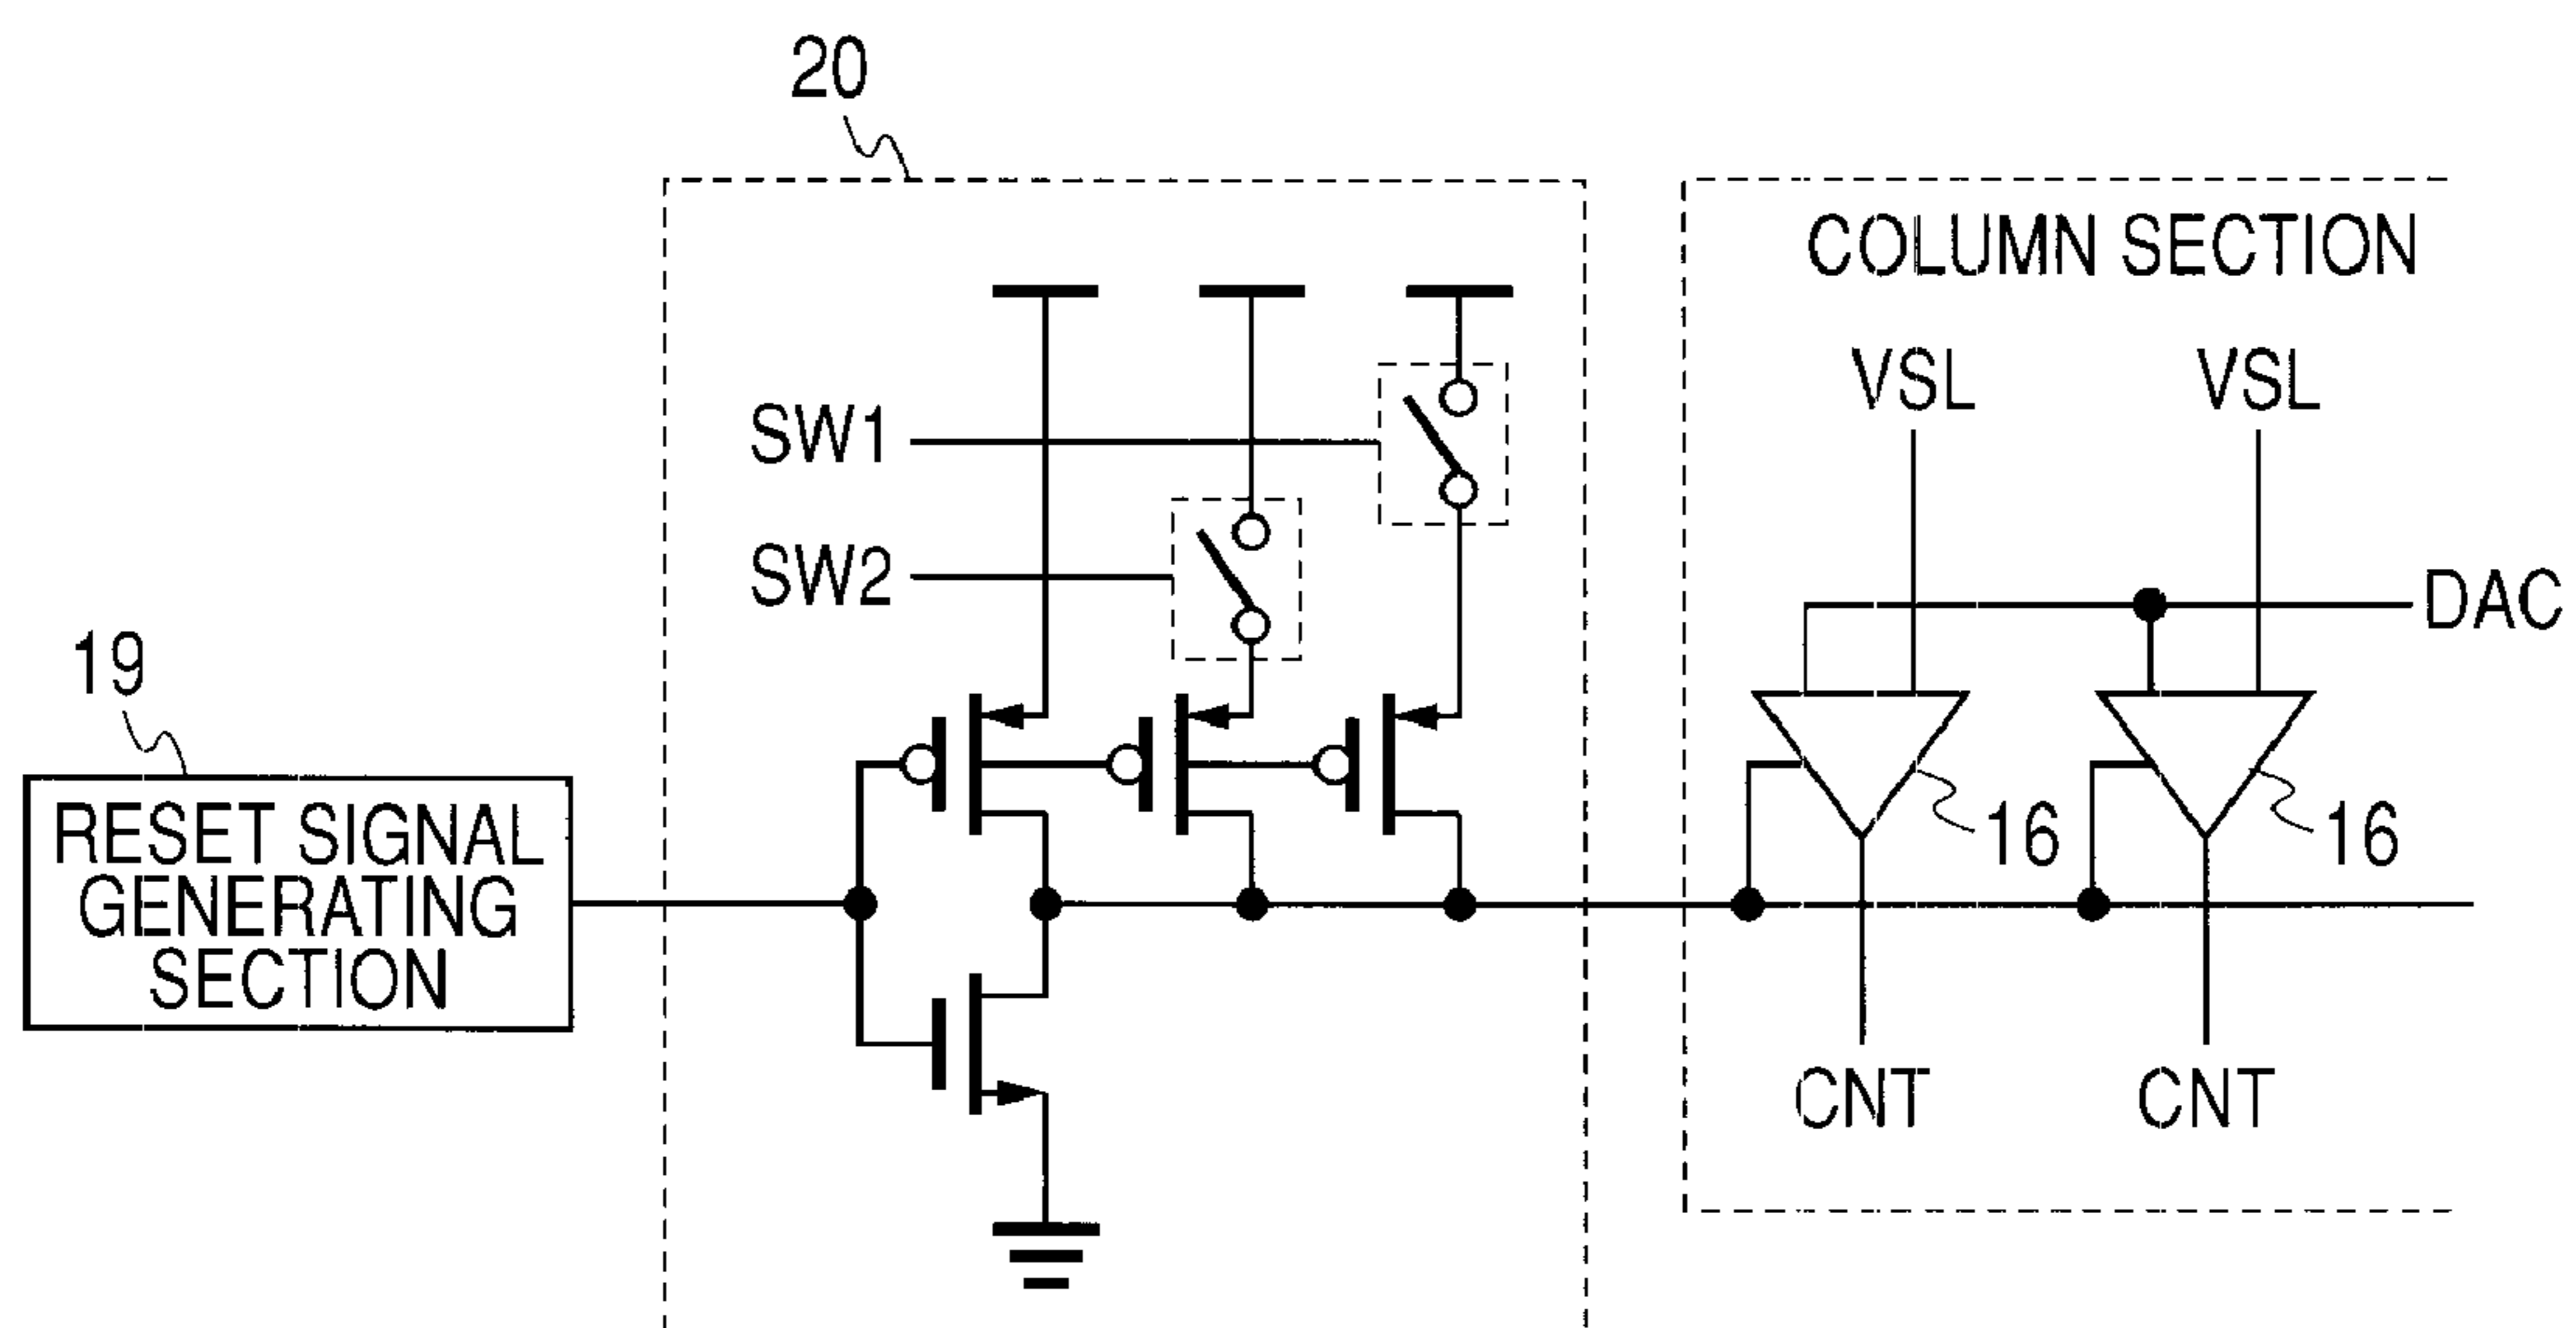 20
COLUMN SECTION
VSL VSL
SW1
SW2
DAC
19
RESET SIGNAL
GENERATING
SECTION
16 16
CNT CNT